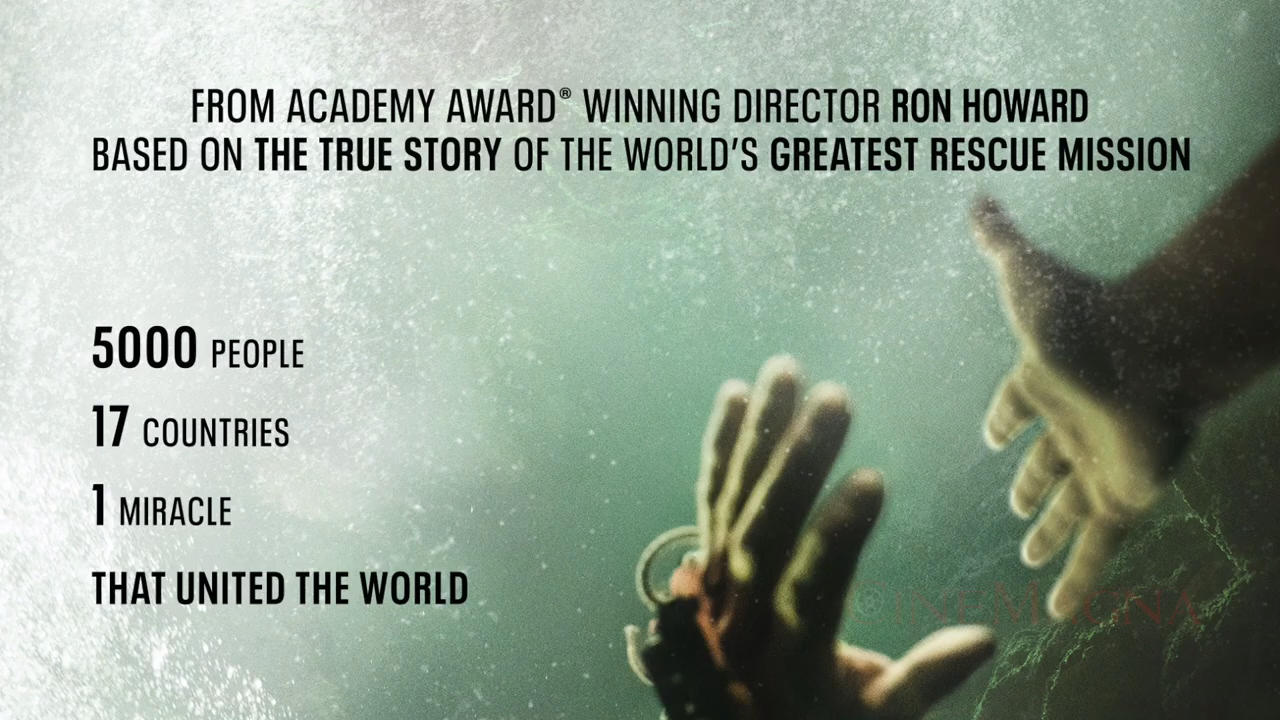 FROM ACADEMY AWARD® WINNING DIRECTOR RON HOWARD
BASED ON THE TRUE STORY OF THE WORLD'S GREATEST RESCUE MISSION
5000 PEOPLE
17 COUNTRIES
1 MIRACLE
THAT UNITED THE WORLD
®INEMAGNA